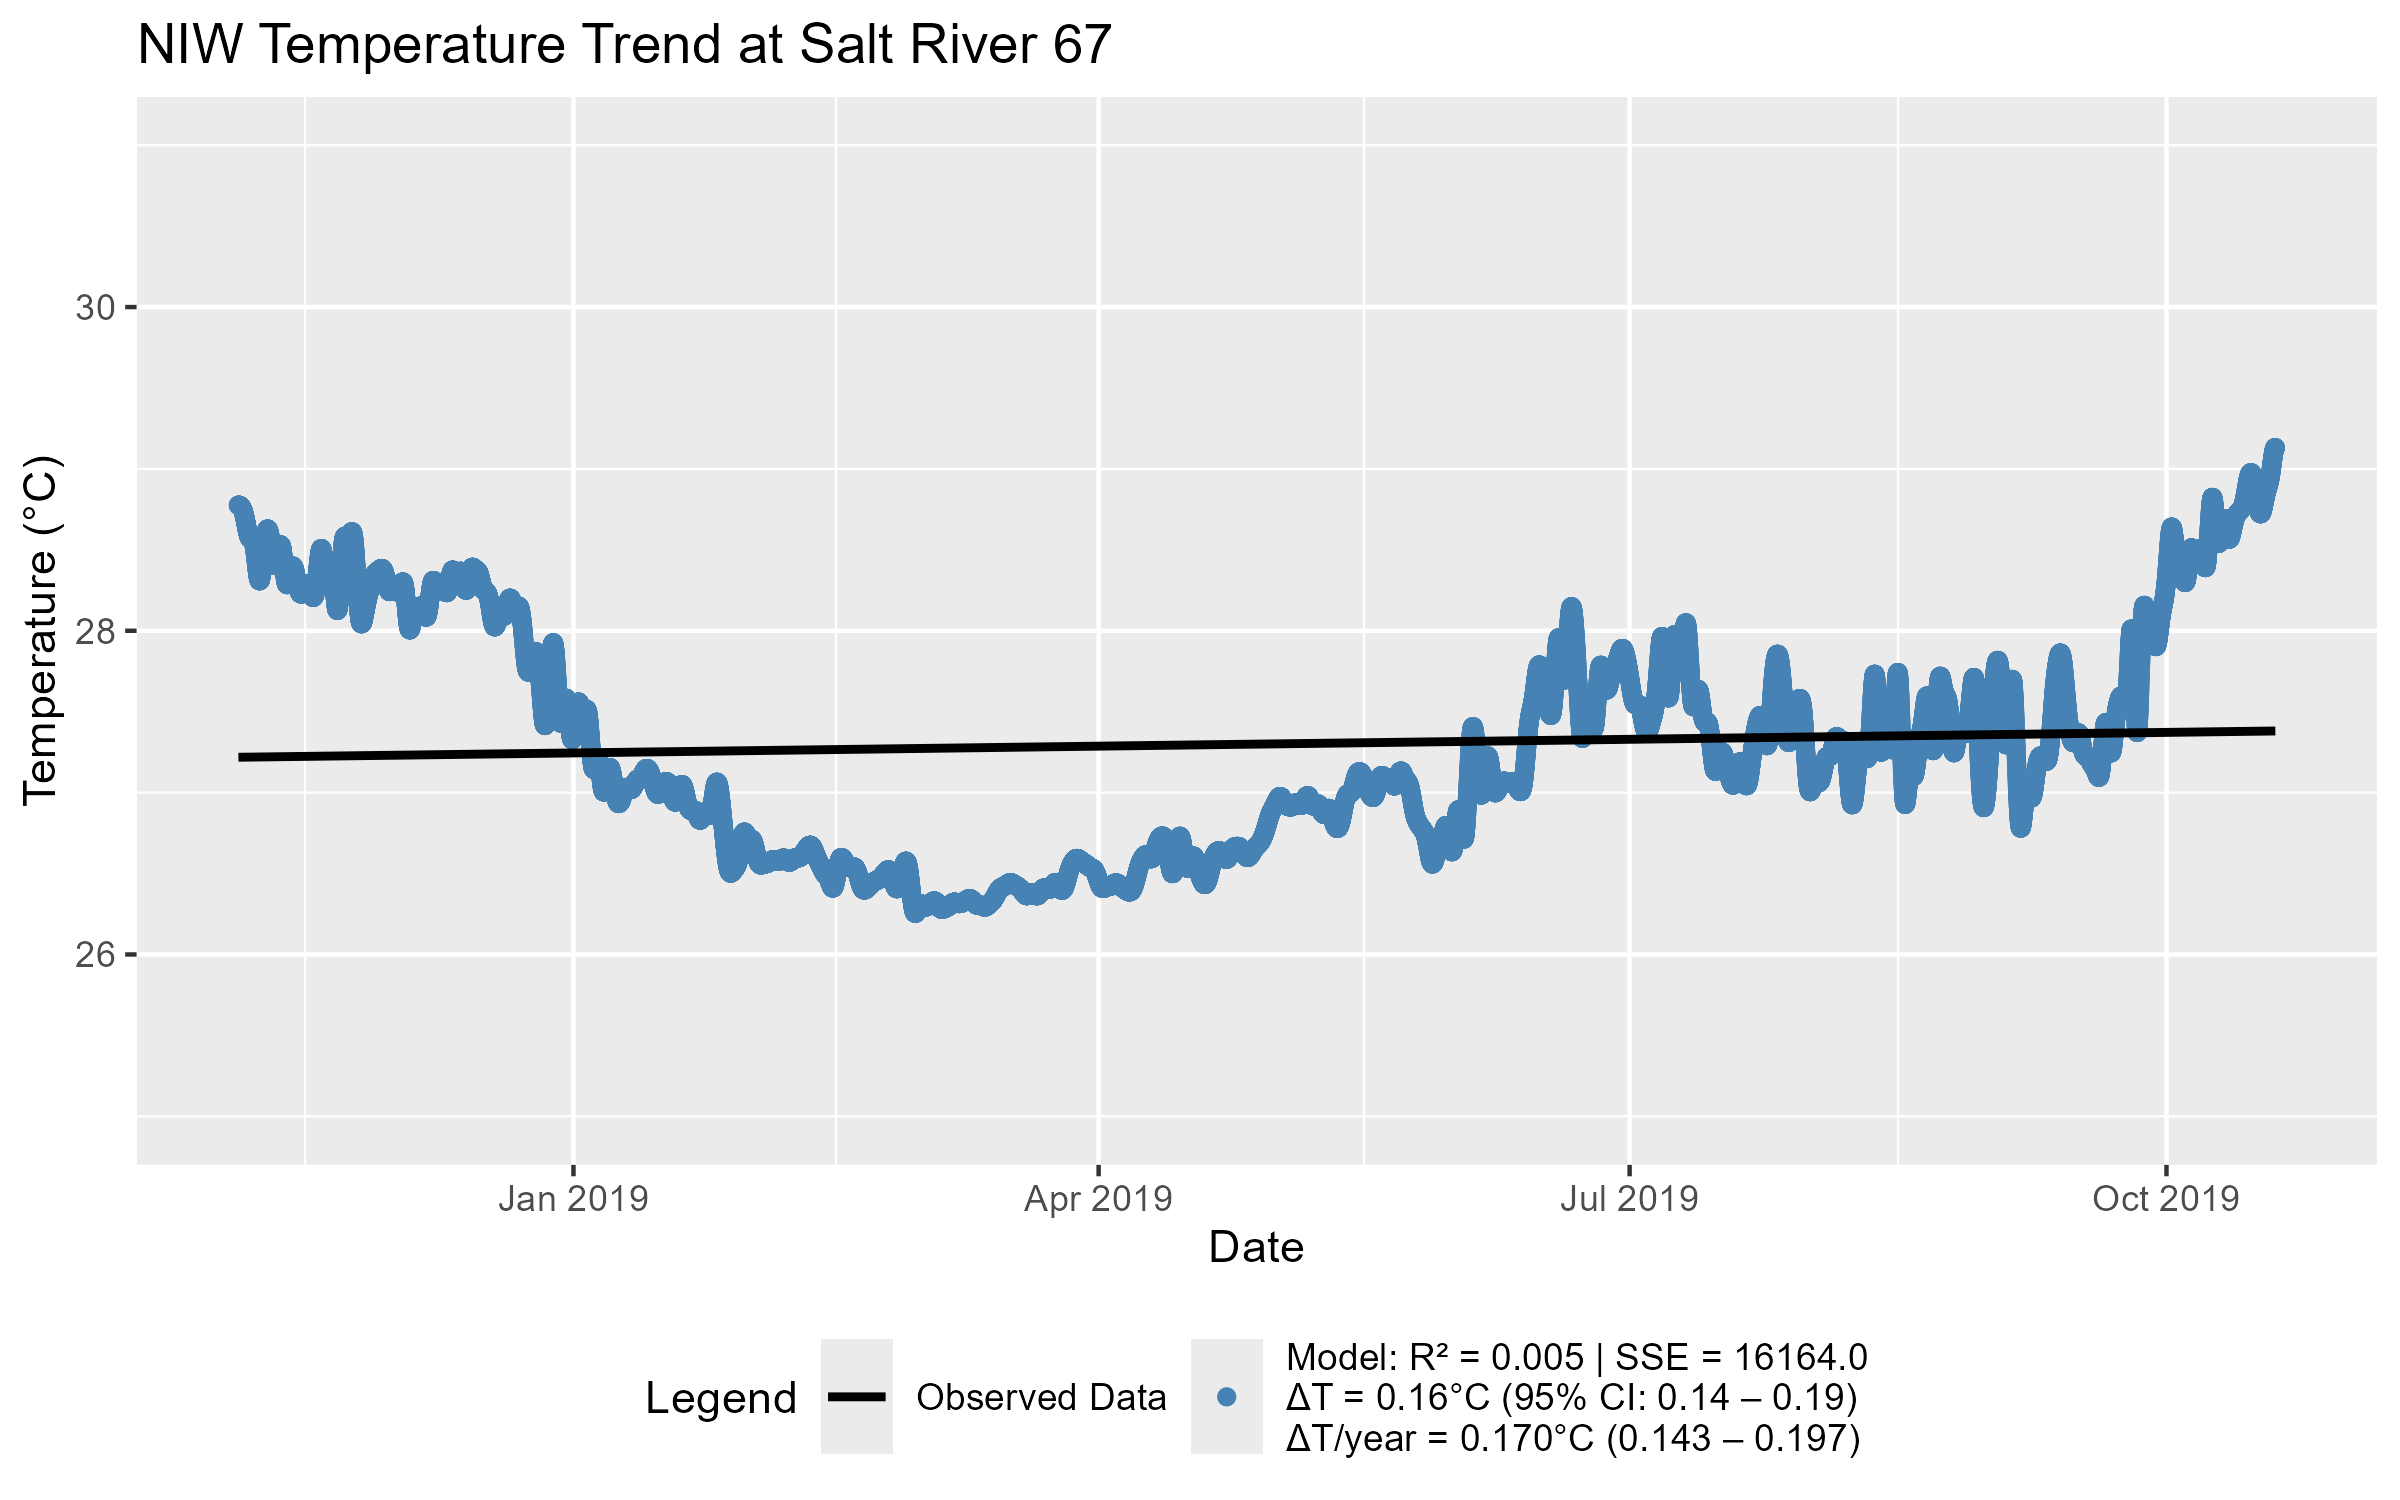 NIW Temperature Trend at Salt River 67
Temperature (°C)
30
28
26
Jan 2019
Apr 2019
Jul 2019
Oct 2019
Date
Legend
Observed Data
Model: R² = 0.005 | SSE = 16164.0
ΔT = 0.16°C (95% CI: 0.14 – 0.19)
ΔT/year = 0.170°C (0.143 – 0.197)